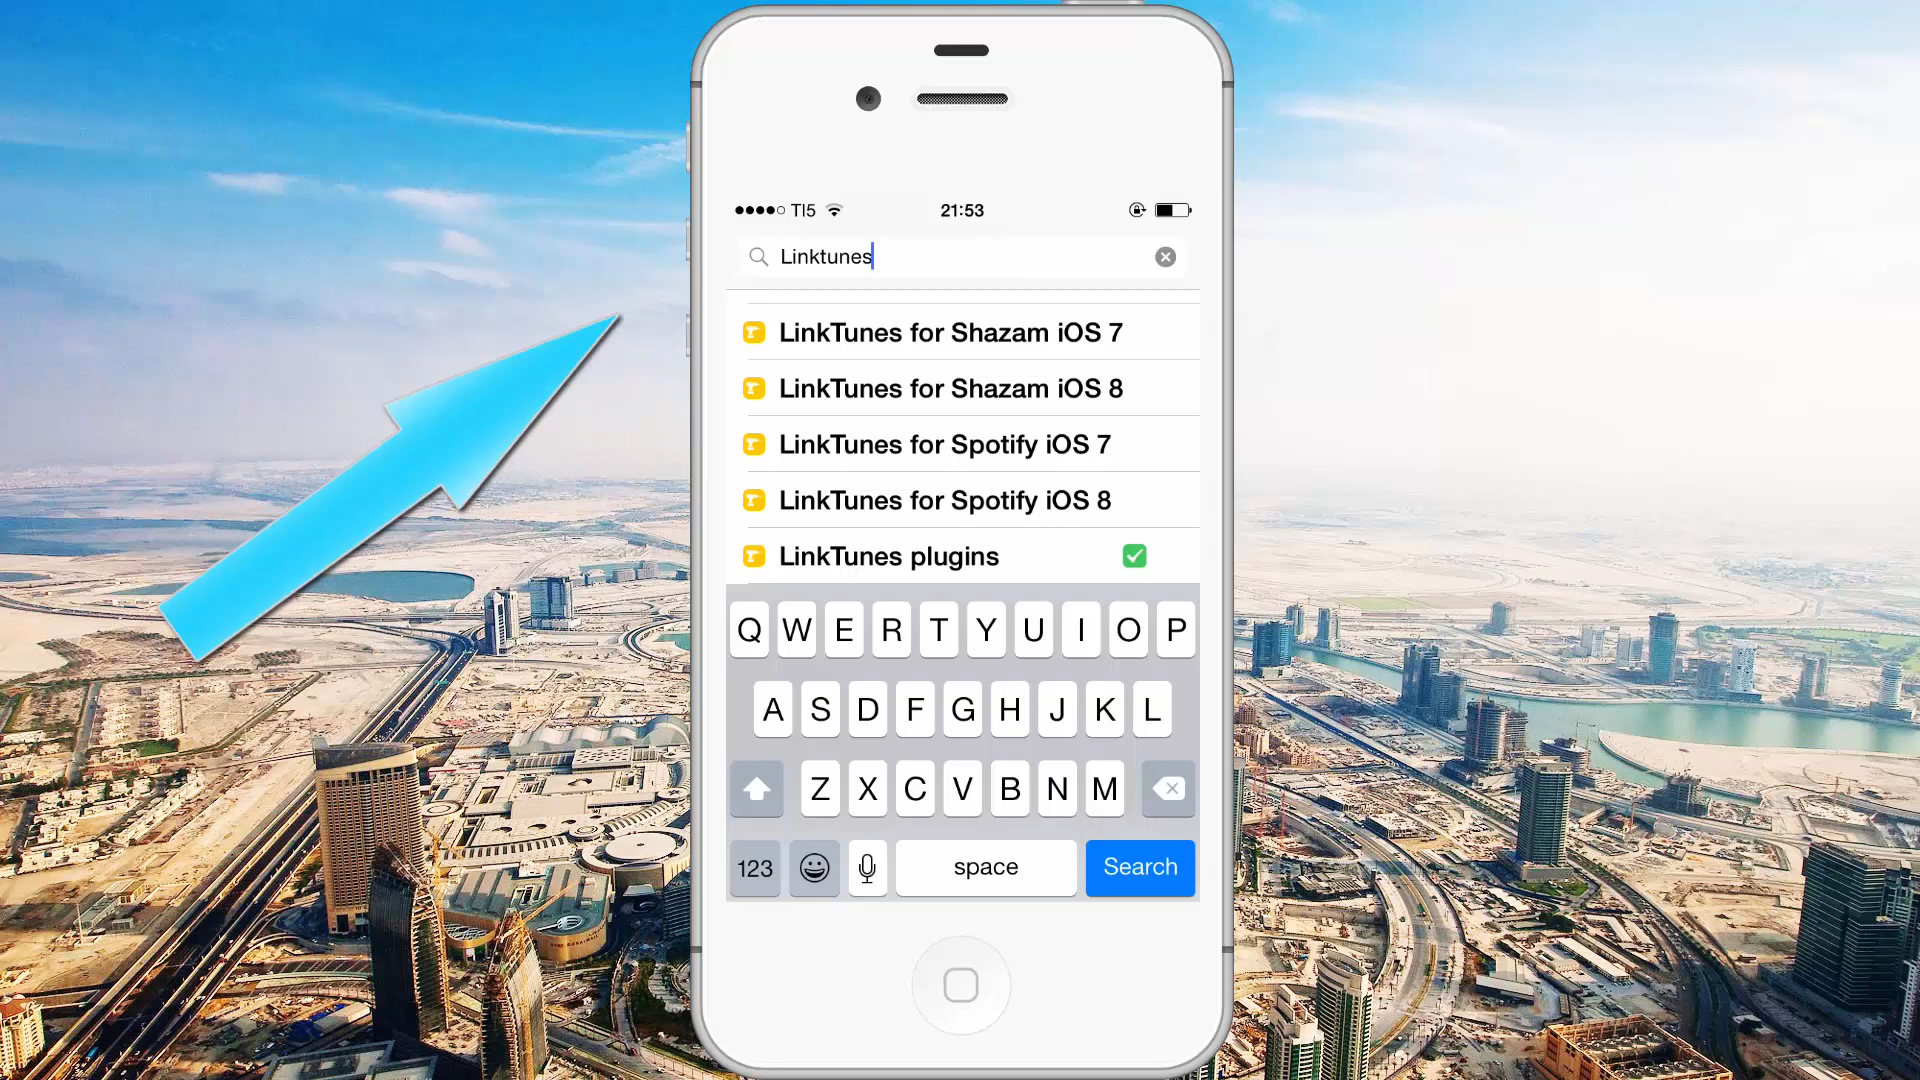 TI5
21:53
Linktunes
LinkTunes for Shazam iOS 7
LinkTunes for Shazam iOS 8
LinkTunes for Spotify iOS 7
LinkTunes for Spotify iOS 8
LinkTunes plugins
Q W E R T Y U I O P
A S D F G H J K L
Z X C V B N M
123 space Search